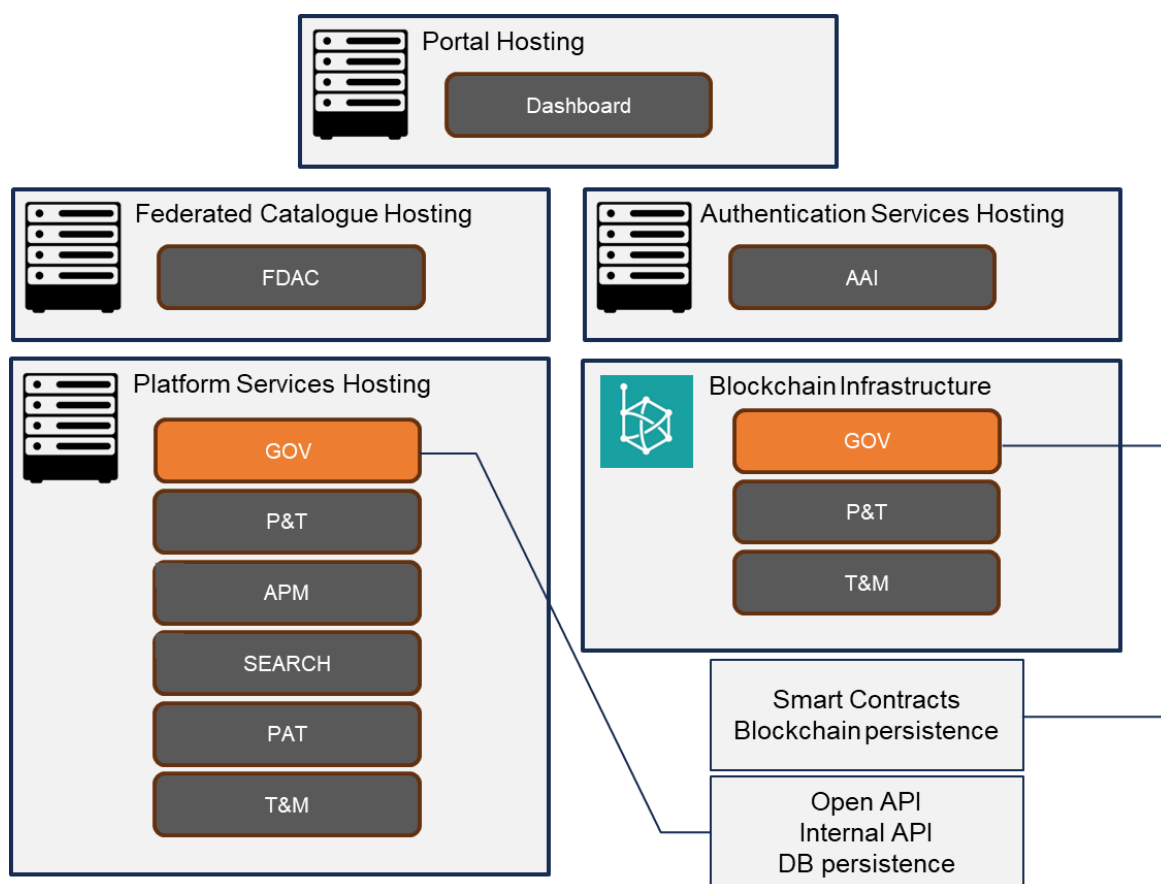 Portal Hosting
Dashboard
Federated Catalogue Hosting
FDAC
Authentication Services Hosting
AAI
Platform Services Hosting
GOV
P&T
APM
SEARCH
PAT
T&M
Blockchain Infrastructure
GOV
P&T
T&M
Smart Contracts
Blockchain persistence
Open API
Internal API
DB persistence